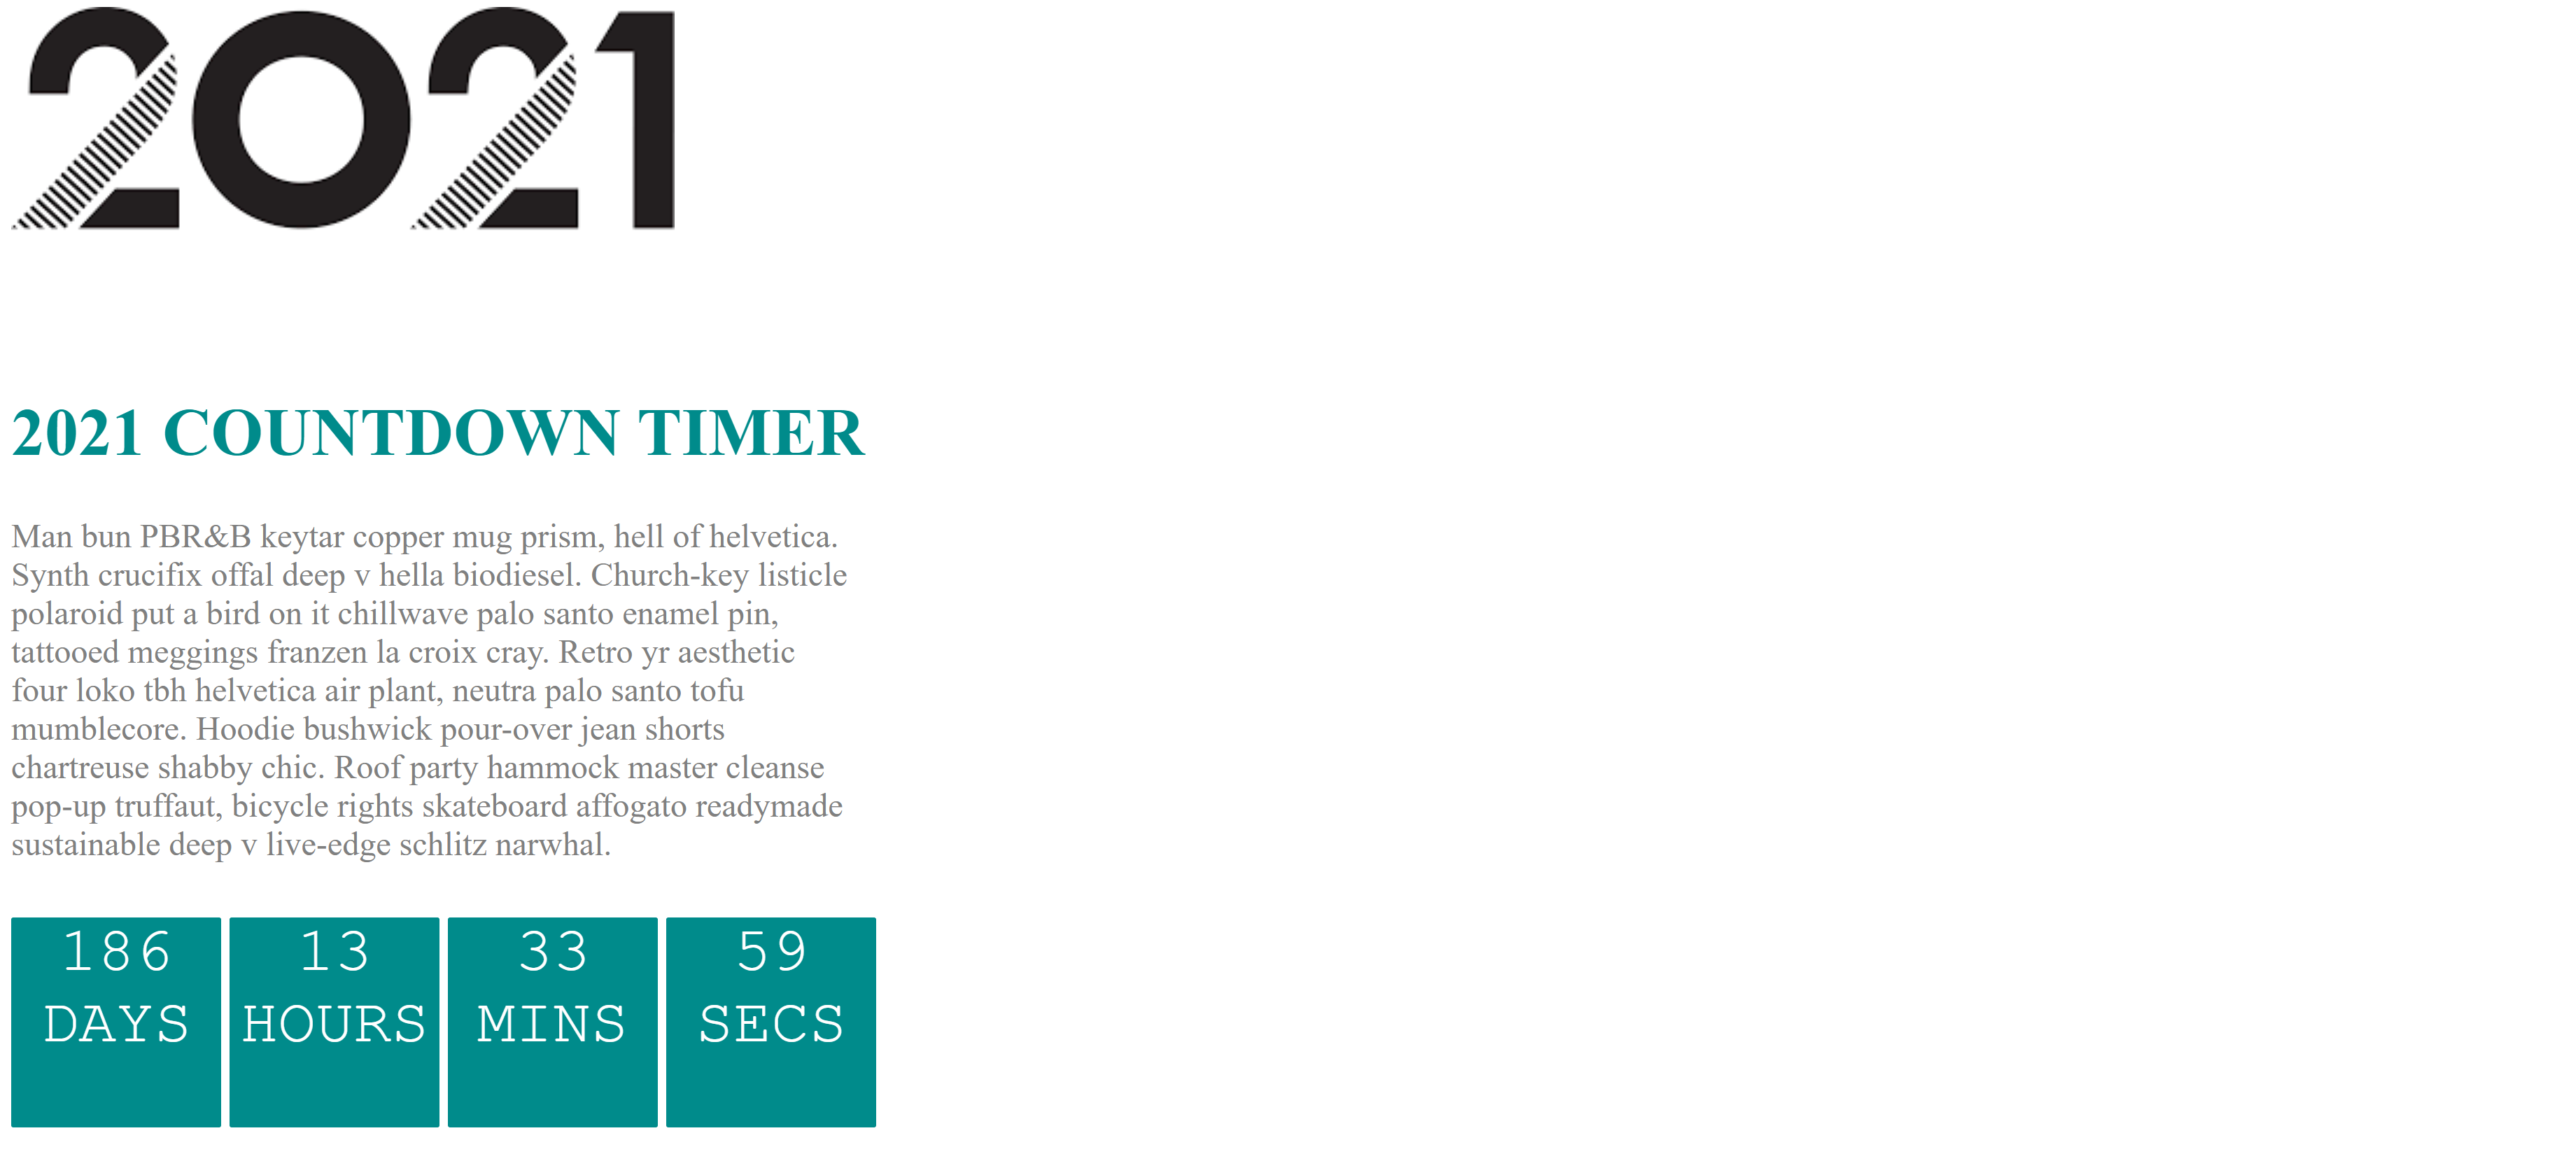 2021
2021 COUNTDOWN TIMER
Man bun PBR&B keytar copper mug prism, hell of helvetica.
Synth crucifix offal deep v hella biodiesel. Church-key listicle
polaroid put a bird on it chillwave palo santo enamel pin,
tattooed meggings franzen la croix cray. Retro yr aesthetic
four loko tbh helvetica air plant, neutra palo santo tofu
mumblecore. Hoodie bushwick pour-over jean shorts
chartreuse shabby chic. Roof party hammock master cleanse
pop-up truffaut, bicycle rights skateboard affogato readymade
sustainable deep v live-edge schlitz narwhal.
186 13 33 59
DAYS HOURS MINS SECS